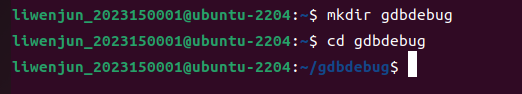 liwenjun_2023150001@ubuntu-2204:~$ mkdir gdbdebug
liwenjun_2023150001@ubuntu-2204:~$ cd gdbdebug
liwenjun_2023150001@ubuntu-2204:~/gdbdebug$